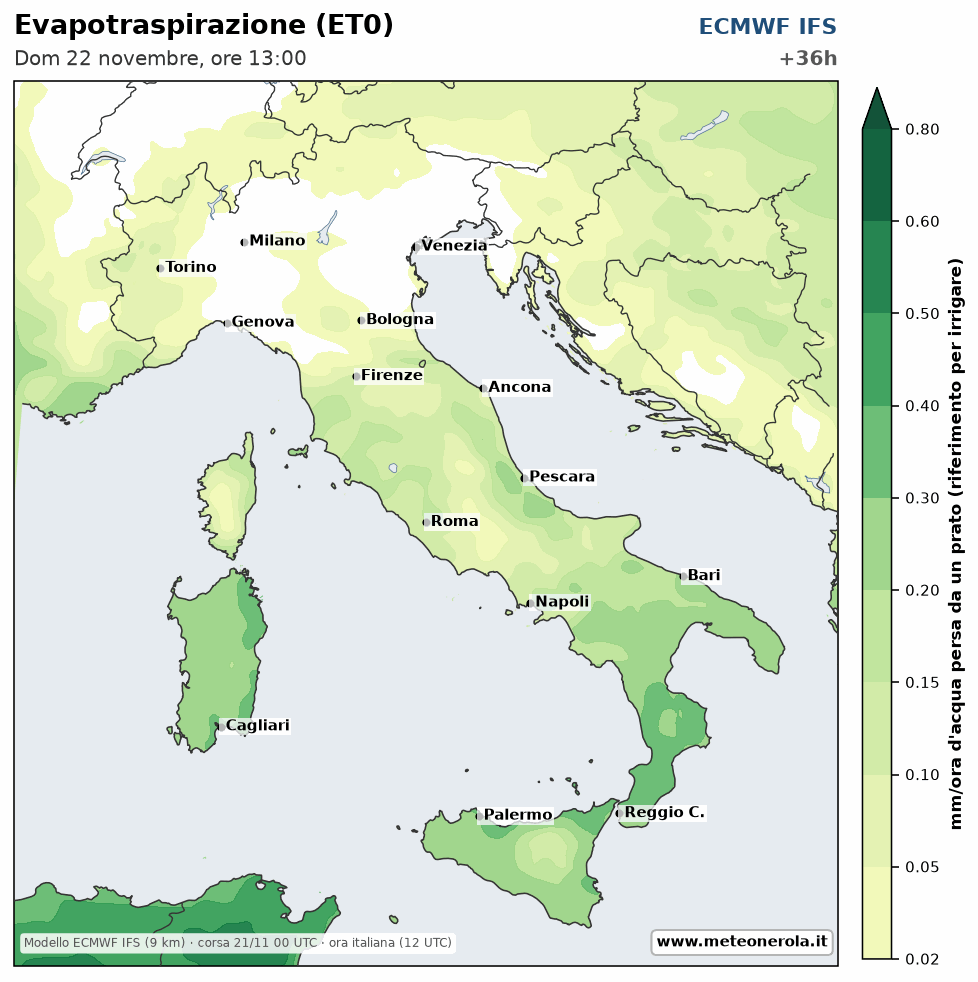 Evapotraspirazione (ET0)
ECMWF IFS
Dom 22 novembre, ore 13:00
+36h
Milano
Venezia
Torino
Genova
Bologna
Firenze
Ancona
Pescara
Roma
Bari
Napoli
Cagliari
Palermo
Reggio C.
0.80
0.60
0.50
0.40
0.30
0.20
0.15
0.10
0.05
0.02
mm/ora d'acqua persa da un prato (riferimento per irrigare)
Modello ECMWF IFS (9 km) · corsa 21/11 00 UTC · ora italiana (12 UTC)
www.meteonerola.it